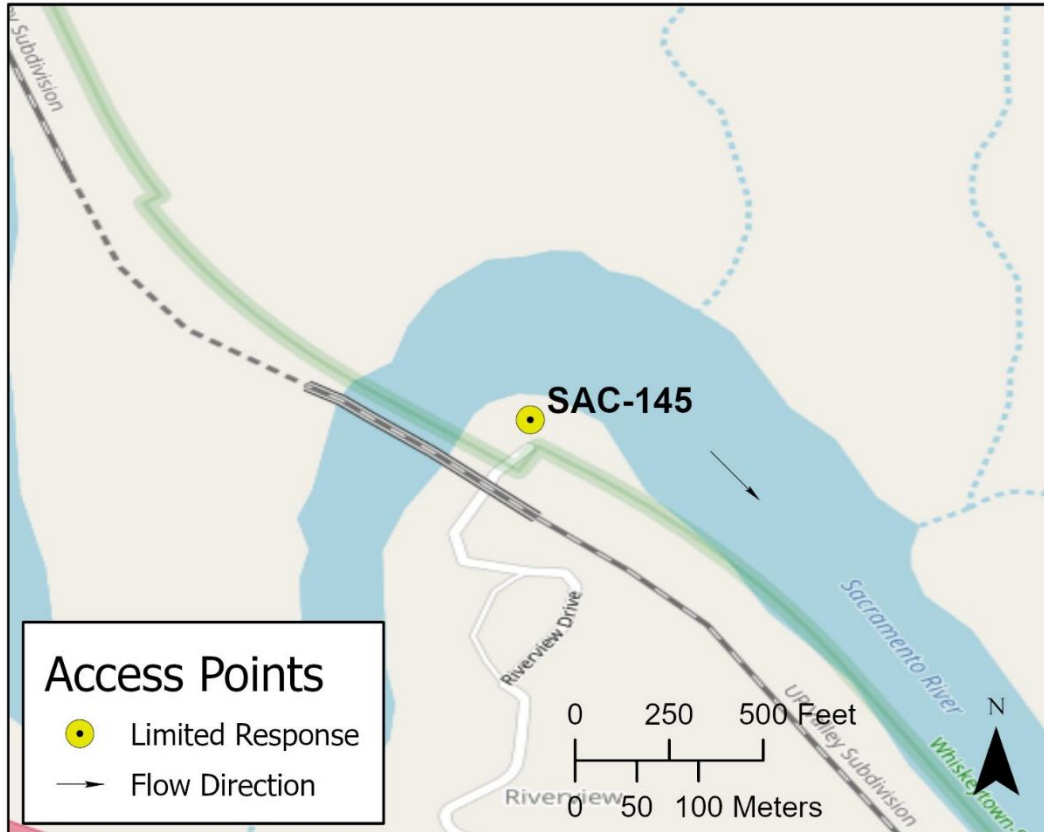 y Subdivision
SAC-145
Riverview Drive
Sacramento River
UP Valley Subdivision
Whiskeytown-S
Riverview
N
0 250 500 Feet
0 50 100 Meters
Access Points
Limited Response
Flow Direction